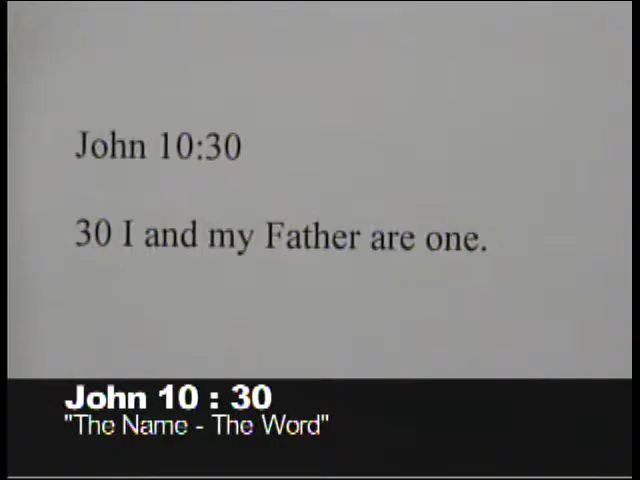 John 10:30
30 I and my Father are one.
John 10 : 30
"The Name - The Word"